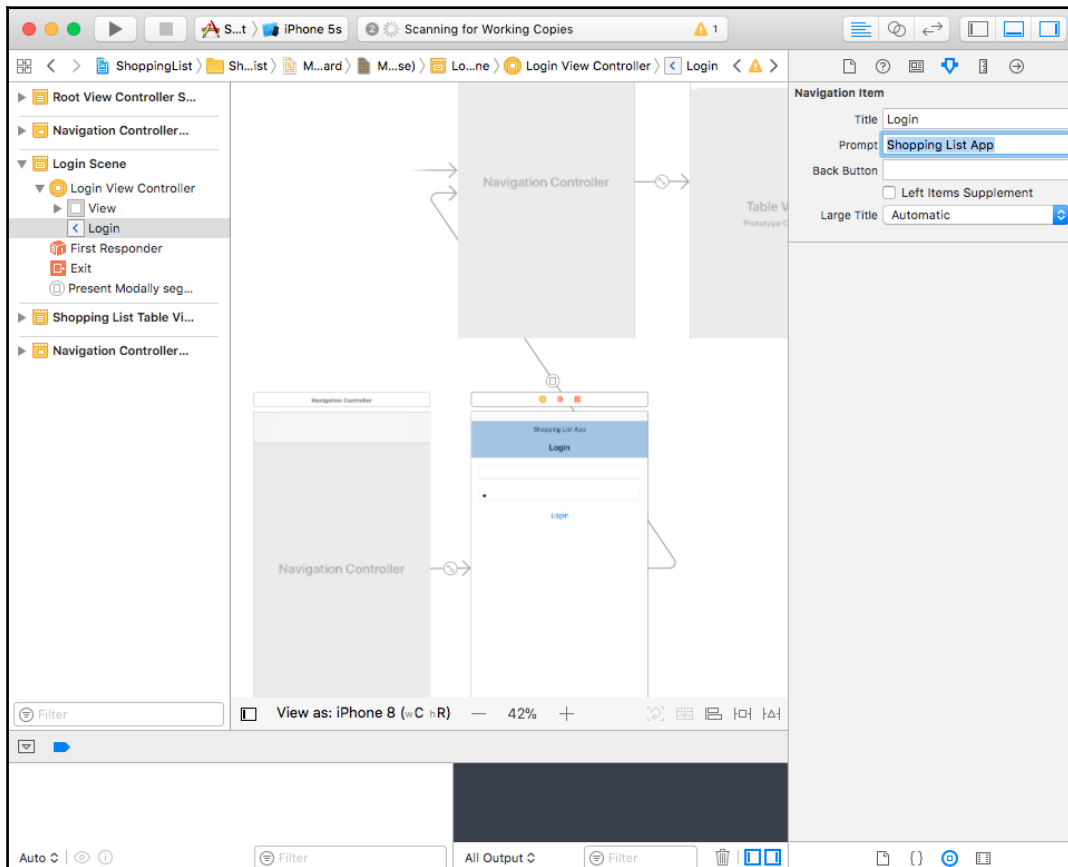 S...t iPhone 5s 2 Scanning for Working Copies 1
ShoppingList Sh...ist M...ard M...se) Lo...ne Login View Controller Login
Root View Controller S...
Navigation Controller...
Login Scene
Login View Controller
View
Login
First Responder
Exit
Present Modally seg...
Shopping List Table Vi...
Navigation Controller...
Filter
Navigation Controller
Table V
Prototype C
Navigation Controller
Shopping List App
Login
Login
Navigation Controller
View as: iPhone 8 (wC hR) — 42% +
Navigation Item
Title Login
Prompt Shopping List App
Back Button
Left Items Supplement
Large Title Automatic
Auto Filter
All Output Filter